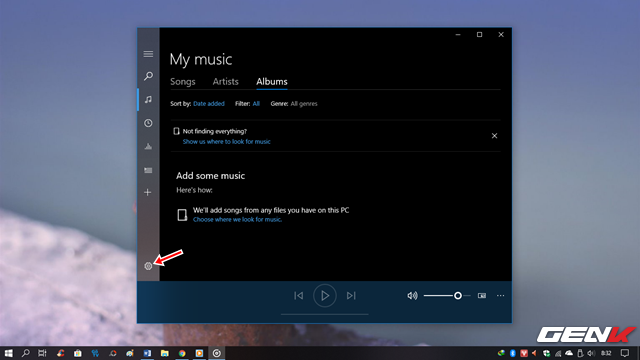 My music
Songs Artists Albums
Sort by: Date added Filter: All Genre: All genres
Not finding everything?
Show us where to look for music
Add some music
Here's how:
We'll add songs from any files you have on this PC
Choose where we look for music.
GENK
8:32